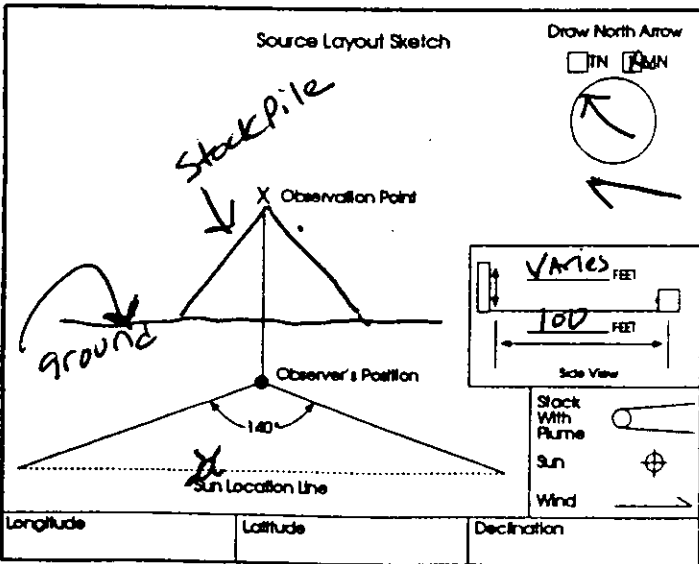 Source Layout Sketch
Draw North Arrow
TN MN
Stockpile
X Observation Point
VAries FEET
100 FEET
Side View
ground
Observer's Position
140°
Sun Location Line
Stack
With
Plume
Sun
Wind
Longitude
Latitude
Declination